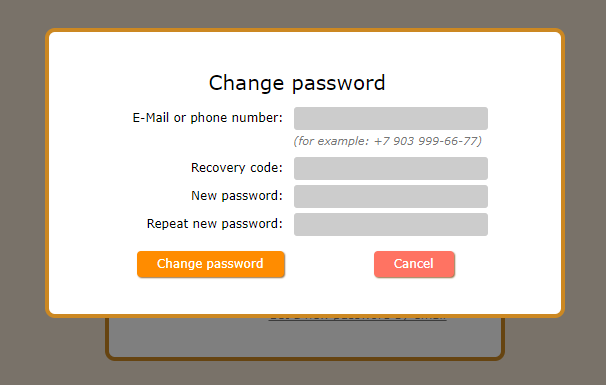 Change password
E-Mail or phone number:
(for example: +7 903 999-66-77)
Recovery code:
New password:
Repeat new password:
Change password Cancel